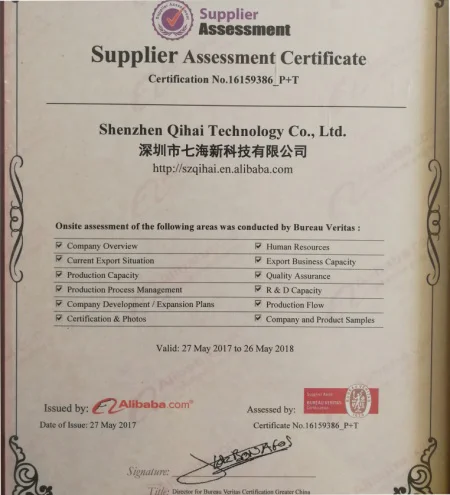 Supplier
Assessment
Supplier Assessment Certificate
Certification No.16159386_P+T
Shenzhen Qihai Technology Co., Ltd.
深圳市七海新科技有限公司
http://szqihai.en.alibaba.com
Onsite assessment of the following areas was conducted by Bureau Veritas :
Company Overview
Human Resources
Current Export Situation
Export Business Capacity
Production Capacity
Quality Assurance
Production Process Management
R & D Capacity
Company Development / Expansion Plans
Production Flow
Certification & Photos
Company and Product Samples
Valid: 27 May 2017 to 26 May 2018
Issued by: Alibaba.com®
Assessed by:
BUREAU VERITAS
Certification
Date of Issue: 27 May 2017
Certificate No.16159386_P+T
Signature:
Title: Director for Bureau Veritas Certification Greater China